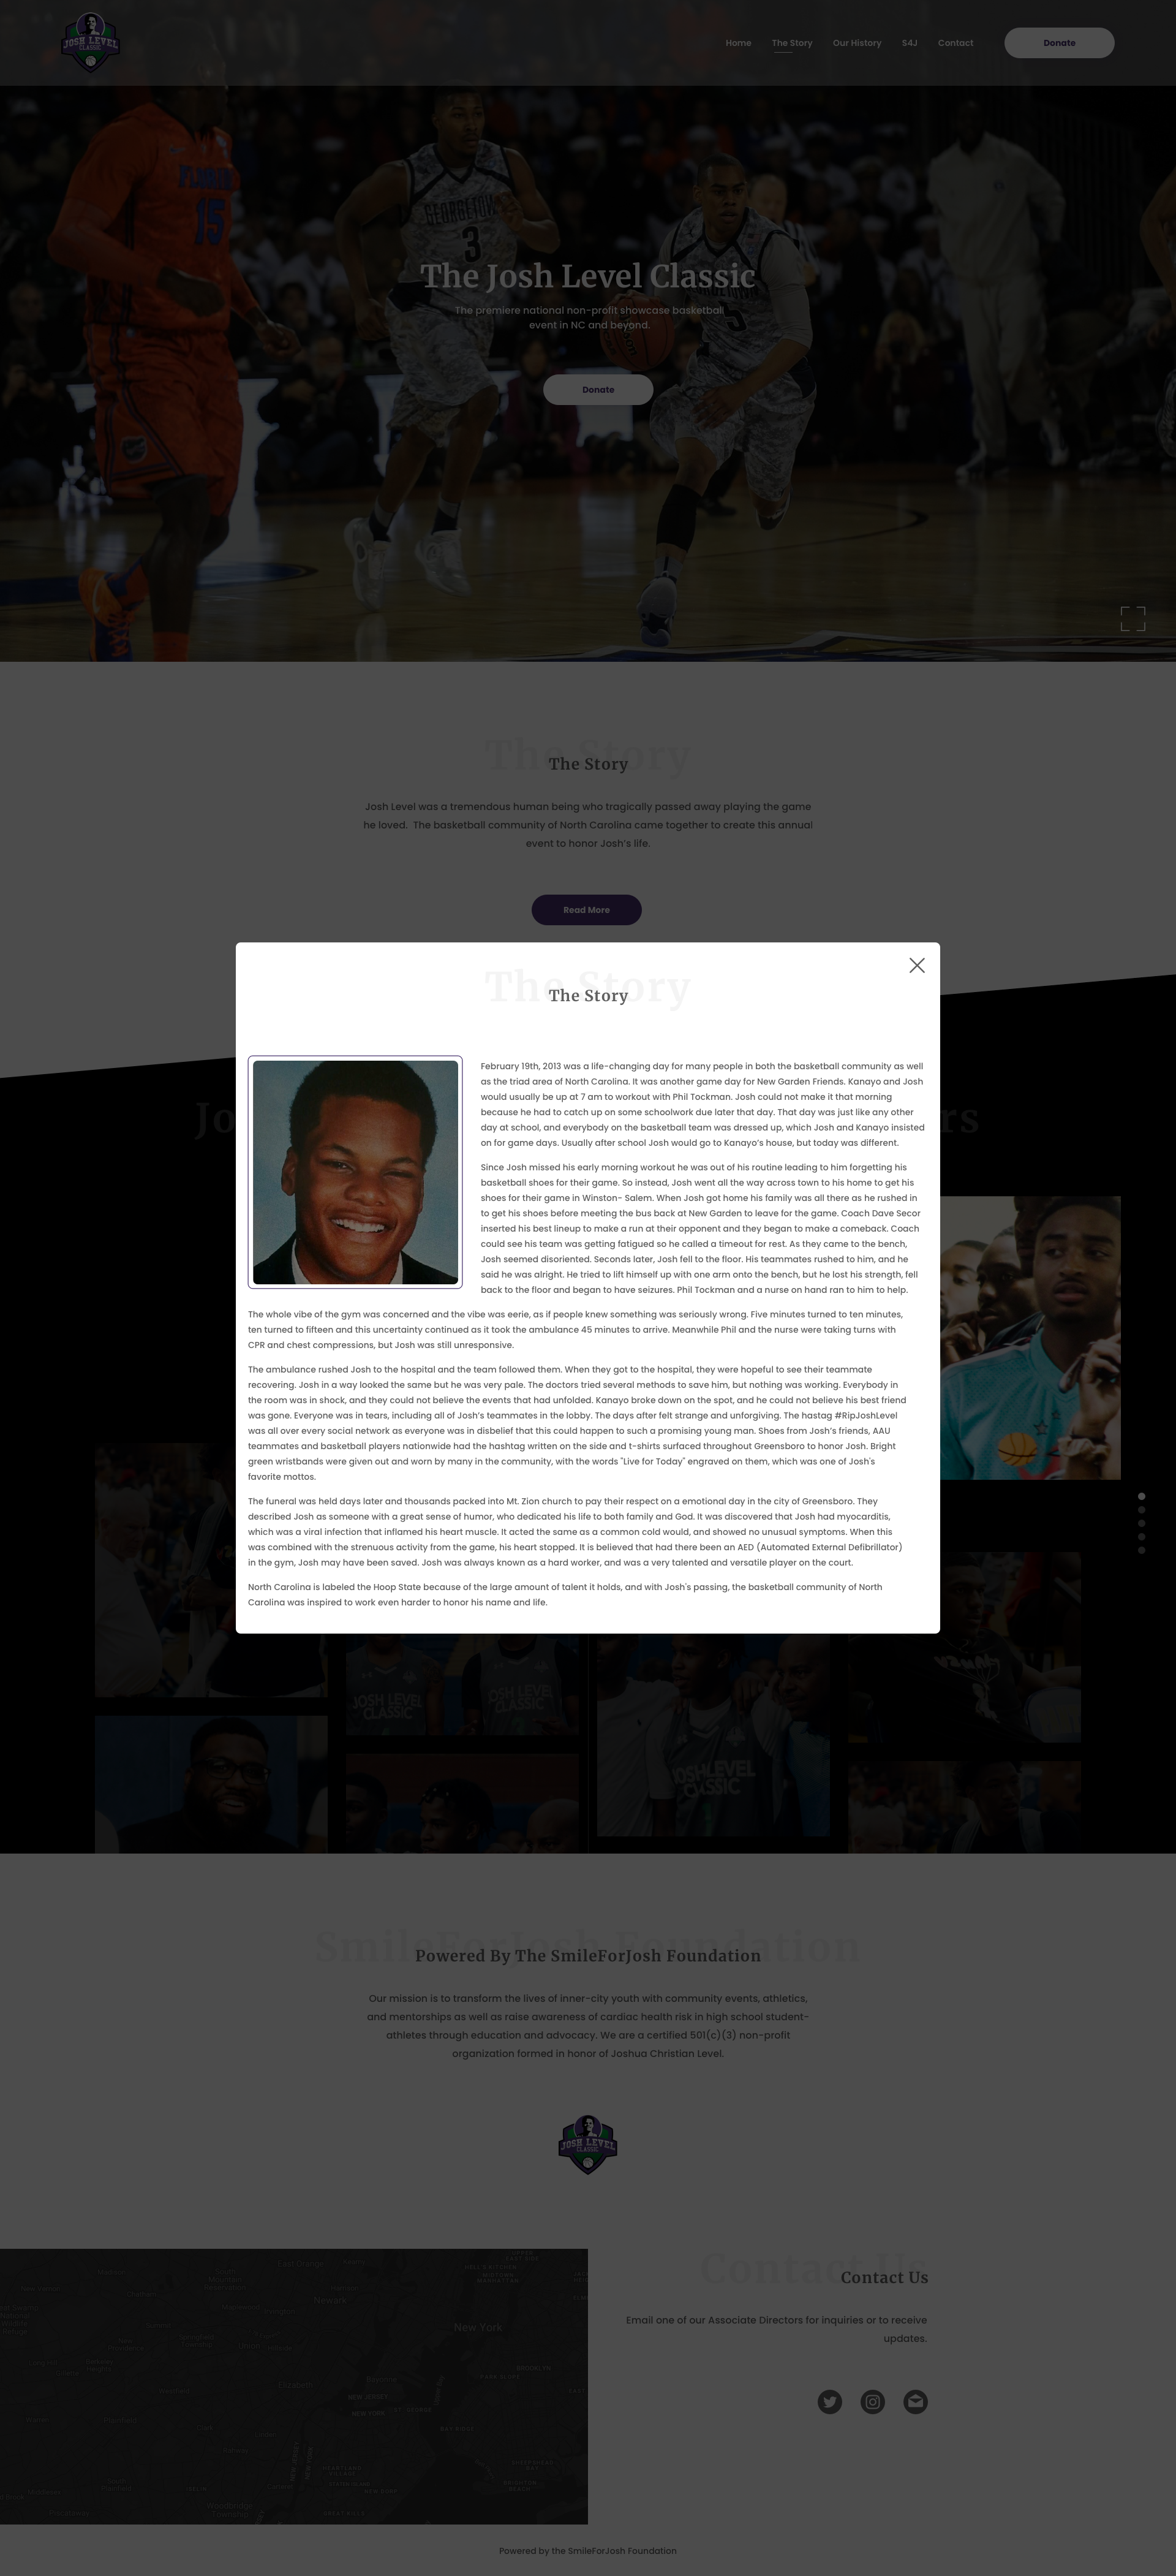 JOSH LEVEL
CLASSIC
Home
The Story
Our History
S4J
Contact
Donate
FLORIDA
15
GEORGETOWN
3
5
The Josh Level Classic
The premiere national non-profit showcase basketball
event in NC and beyond.
Donate
The Story
The Story
Josh Level was a tremendous human being who tragically passed away playing the game
he loved. The basketball community of North Carolina came together to create this annual
event to honor Josh's life.
Read More
The Story
The Story
February 19th, 2013 was a life-changing day for many people in both the basketball community as well
as the triad area of North Carolina. It was another game day for New Garden Friends. Kanayo and Josh
would usually be up at 7 am to workout with Phil Tockman. Josh could not make it that morning
because he had to catch up on some schoolwork due later that day. That day was just like any other
day at school, and everybody on the basketball team was dressed up, which Josh and Kanayo insisted
on for game days. Usually after school Josh would go to Kanayo's house, but today was different.
Since Josh missed his early morning workout he was out of his routine leading to him forgetting his
basketball shoes for their game. So instead, Josh went all the way across town to his home to get his
shoes for their game in Winston- Salem. When Josh got home his family was all there as he rushed in
to get his shoes before meeting the bus back at New Garden to leave for the game. Coach Dave Secor
inserted his best lineup to make a run at their opponent and they began to make a comeback. Coach
could see his team was getting fatigued so he called a timeout for rest. As they came to the bench,
Josh seemed disoriented. Seconds later, Josh fell to the floor. His teammates rushed to him, and he
said he was alright. He tried to lift himself up with one arm onto the bench, but he lost his strength, fell
back to the floor and began to have seizures. Phil Tockman and a nurse on hand ran to him to help.
The whole vibe of the gym was concerned and the vibe was eerie, as if people knew something was seriously wrong. Five minutes turned to ten minutes,
ten turned to fifteen and this uncertainty continued as it took the ambulance 45 minutes to arrive. Meanwhile Phil and the nurse were taking turns with
CPR and chest compressions, but Josh was still unresponsive.
The ambulance rushed Josh to the hospital and the team followed them. When they got to the hospital, they were hopeful to see their teammate
recovering. Josh in a way looked the same but he was very pale. The doctors tried several methods to save him, but nothing was working. Everybody in
the room was in shock, and they could not believe the events that had unfolded. Kanayo broke down on the spot, and he could not believe his best friend
was gone. Everyone was in tears, including all of Josh's teammates in the lobby. The days after felt strange and unforgiving. The hastag #RipJoshLevel
was all over every social network as everyone was in disbelief that this could happen to such a promising young man. Shoes from Josh's friends, AAU
teammates and basketball players nationwide had the hashtag written on the side and t-shirts surfaced throughout Greensboro to honor Josh. Bright
green wristbands were given out and worn by many in the community, with the words "Live for Today" engraved on them, which was one of Josh's
favorite mottos.
The funeral was held days later and thousands packed into Mt. Zion church to pay their respect on a emotional day in the city of Greensboro. They
described Josh as someone with a great sense of humor, who dedicated his life to both family and God. It was discovered that Josh had myocarditis,
which was a viral infection that inflamed his heart muscle. It acted the same as a common cold would, and showed no unusual symptoms. When this
was combined with the strenuous activity from the game, his heart stopped. It is believed that had there been an AED (Automated External Defibrillator)
in the gym, Josh may have been saved. Josh was always known as a hard worker, and was a very talented and versatile player on the court.
North Carolina is labeled the Hoop State because of the large amount of talent it holds, and with Josh's passing, the basketball community of North
Carolina was inspired to work even harder to honor his name and life.
JOSH LEVEL
CLASSIC
JOSH LEVEL
CLASSIC
JOSH LEVEL
CLASSIC
SmileForJosh Foundation
Powered By The SmileForJosh Foundation
Our mission is to transform the lives of inner-city youth with community events, athletics,
and mentorships as well as raise awareness of cardiac health risk in high school student-
athletes through education and advocacy. We are a certified 501(c)(3) non-profit
organization formed in honor of Joshua Christian Level.
JOSH LEVEL
CLASSIC
Contact Us
Contact Us
Email one of our Associate Directors for inquiries or to receive
updates.
East Orange
Newark
New York
Union
Elizabeth
Bayonne
BROOKLYN
PARK SLOPE
NEW JERSEY
NEW YORK
ST. GEORGE
BAY RIDGE
Plainfield
Woodbridge
Township
Powered by the SmileForJosh Foundation